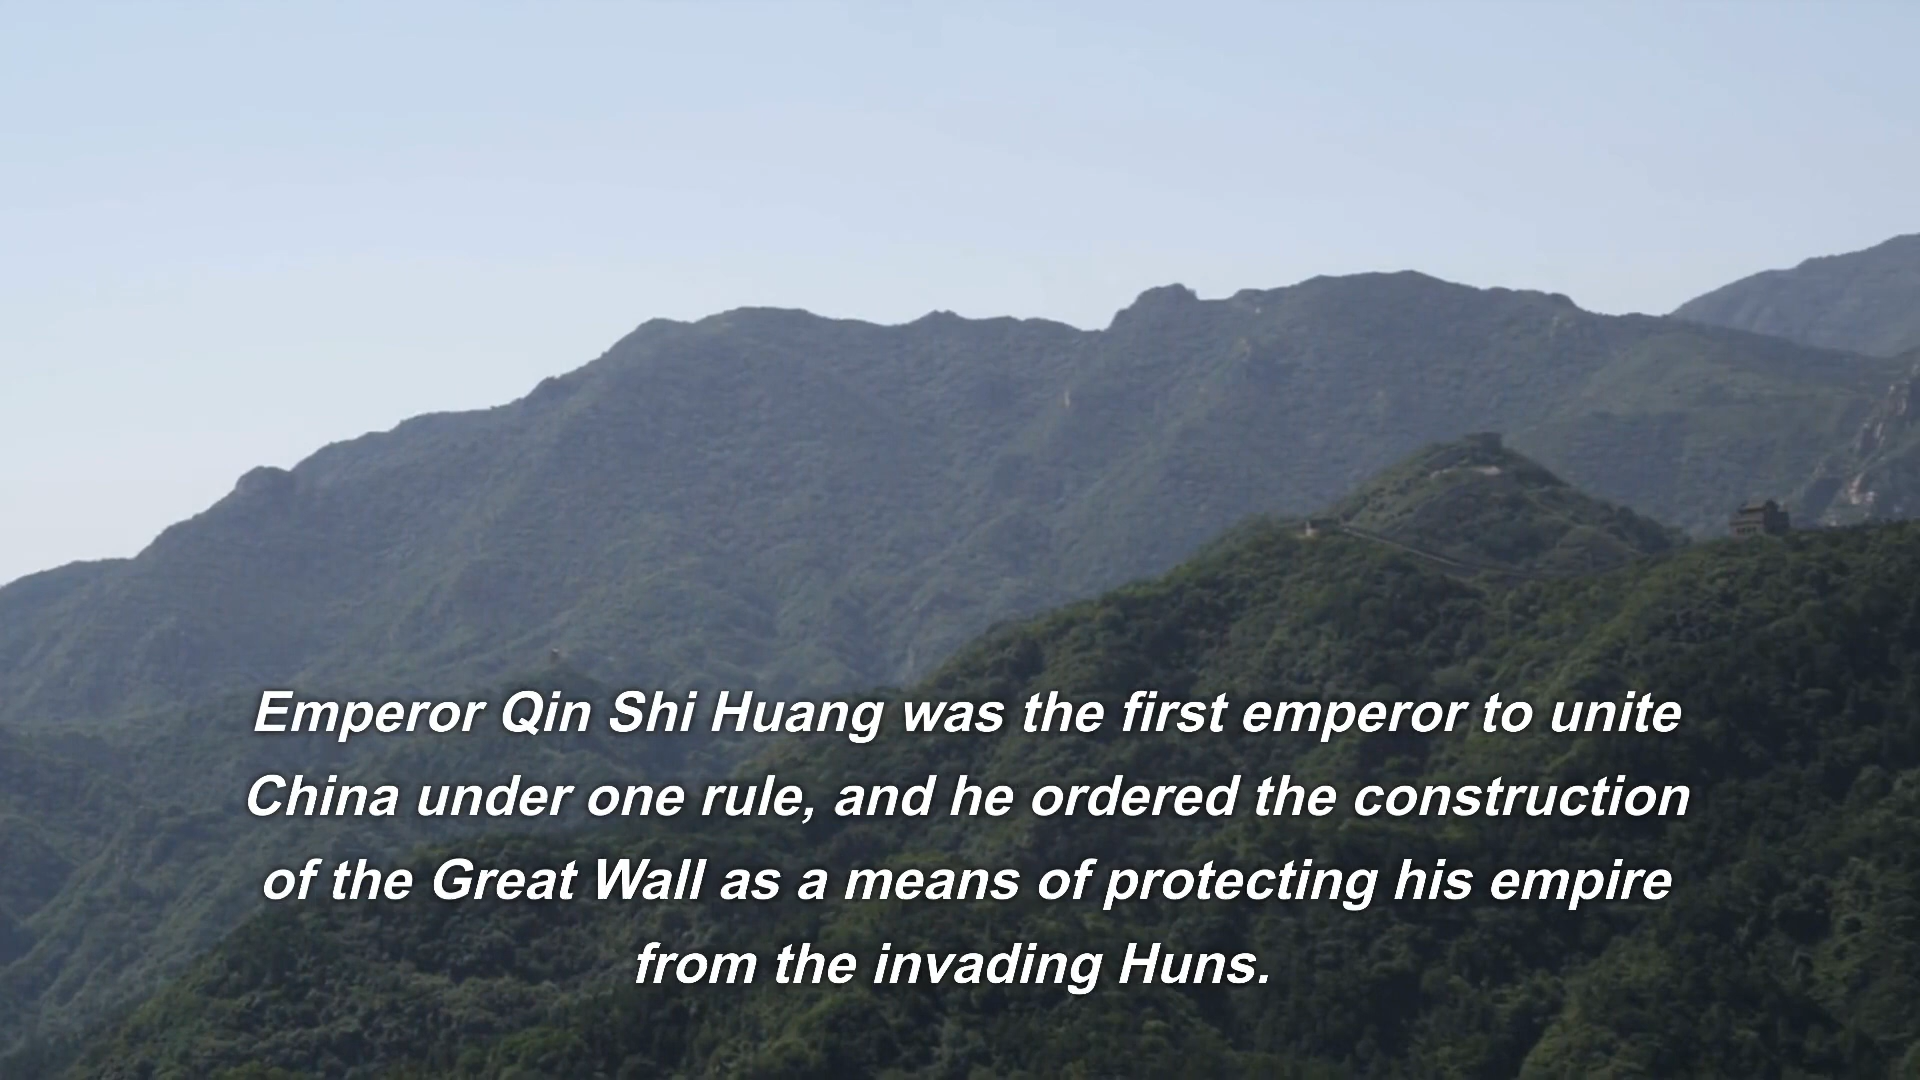 Emperor Qin Shi Huang was the first emperor to unite
China under one rule, and he ordered the construction
of the Great Wall as a means of protecting his empire
from the invading Huns.